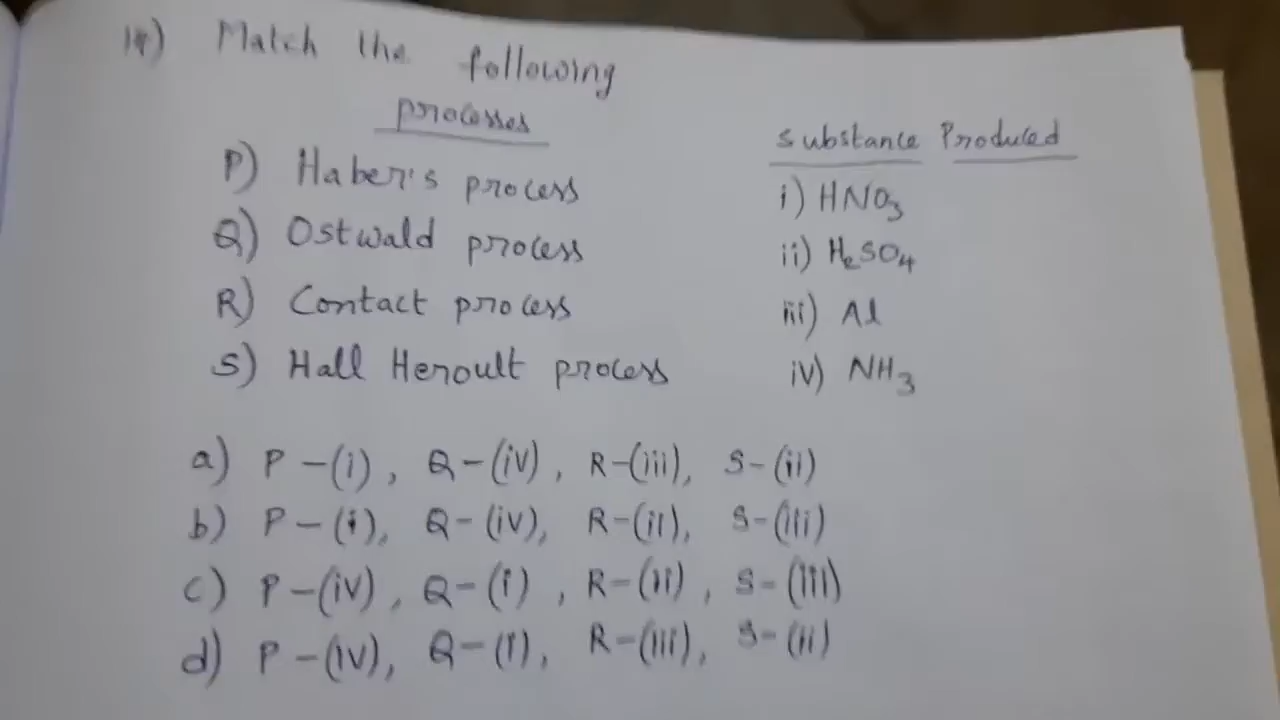 14) Match the following
processes
Substance Produced
P) Haber's process
i) HNO3
Q) Ostwald process
ii) H2SO4
R) Contact process
iii) Al
S) Hall Heroult process
iv) NH3
a) P-(i), Q-(iv), R-(iii), S-(ii)
b) P-(i), Q-(iv), R-(ii), S-(iii)
c) P-(iv), Q-(i), R-(ii), S-(iii)
d) P-(iv), Q-(i), R-(iii), S-(ii)